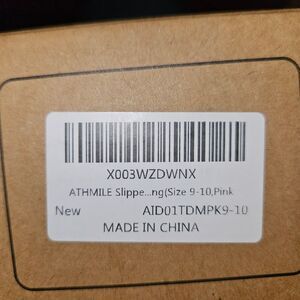 X003WZDWNX
ATHMILE Slippe...ng(Size 9-10,Pink
New AID01TDMPK9-10
MADE IN CHINA